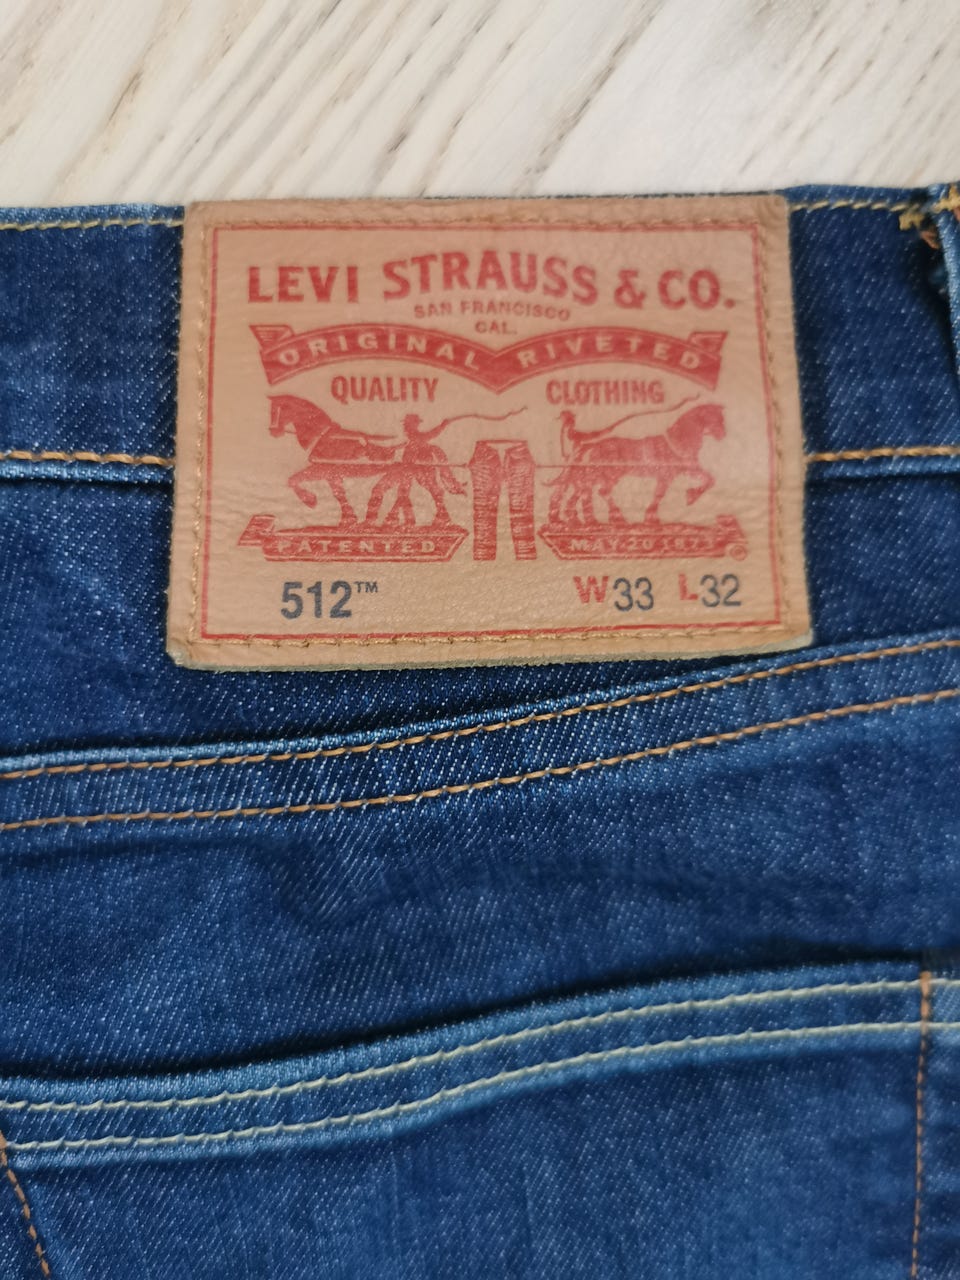 LEVI STRAUSS & CO.
SAN FRANCISCO
CAL.
ORIGINAL RIVETED
QUALITY CLOTHING
PATENTED MAY 20 1873 ®
512™ W33 L32